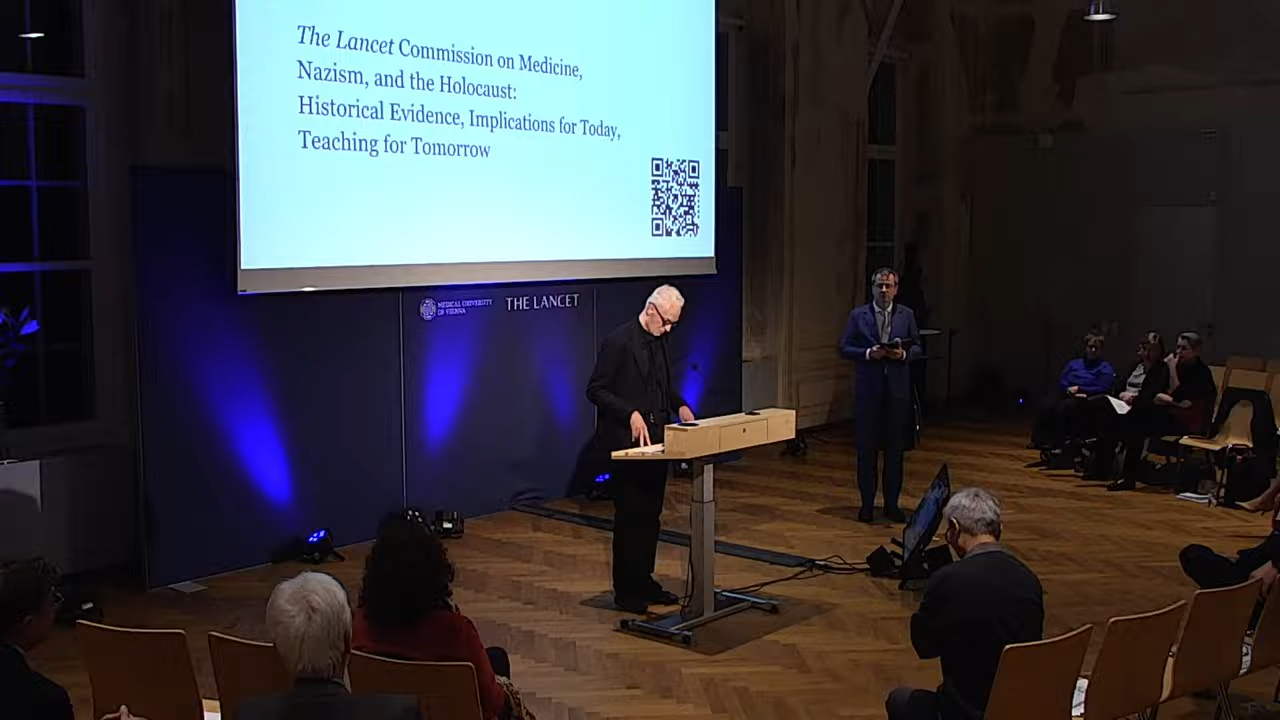 The Lancet Commission on Medicine,
Nazism, and the Holocaust:
Historical Evidence, Implications for Today,
Teaching for Tomorrow
MEDICAL UNIVERSITY
OF VIENNA
THE LANCET